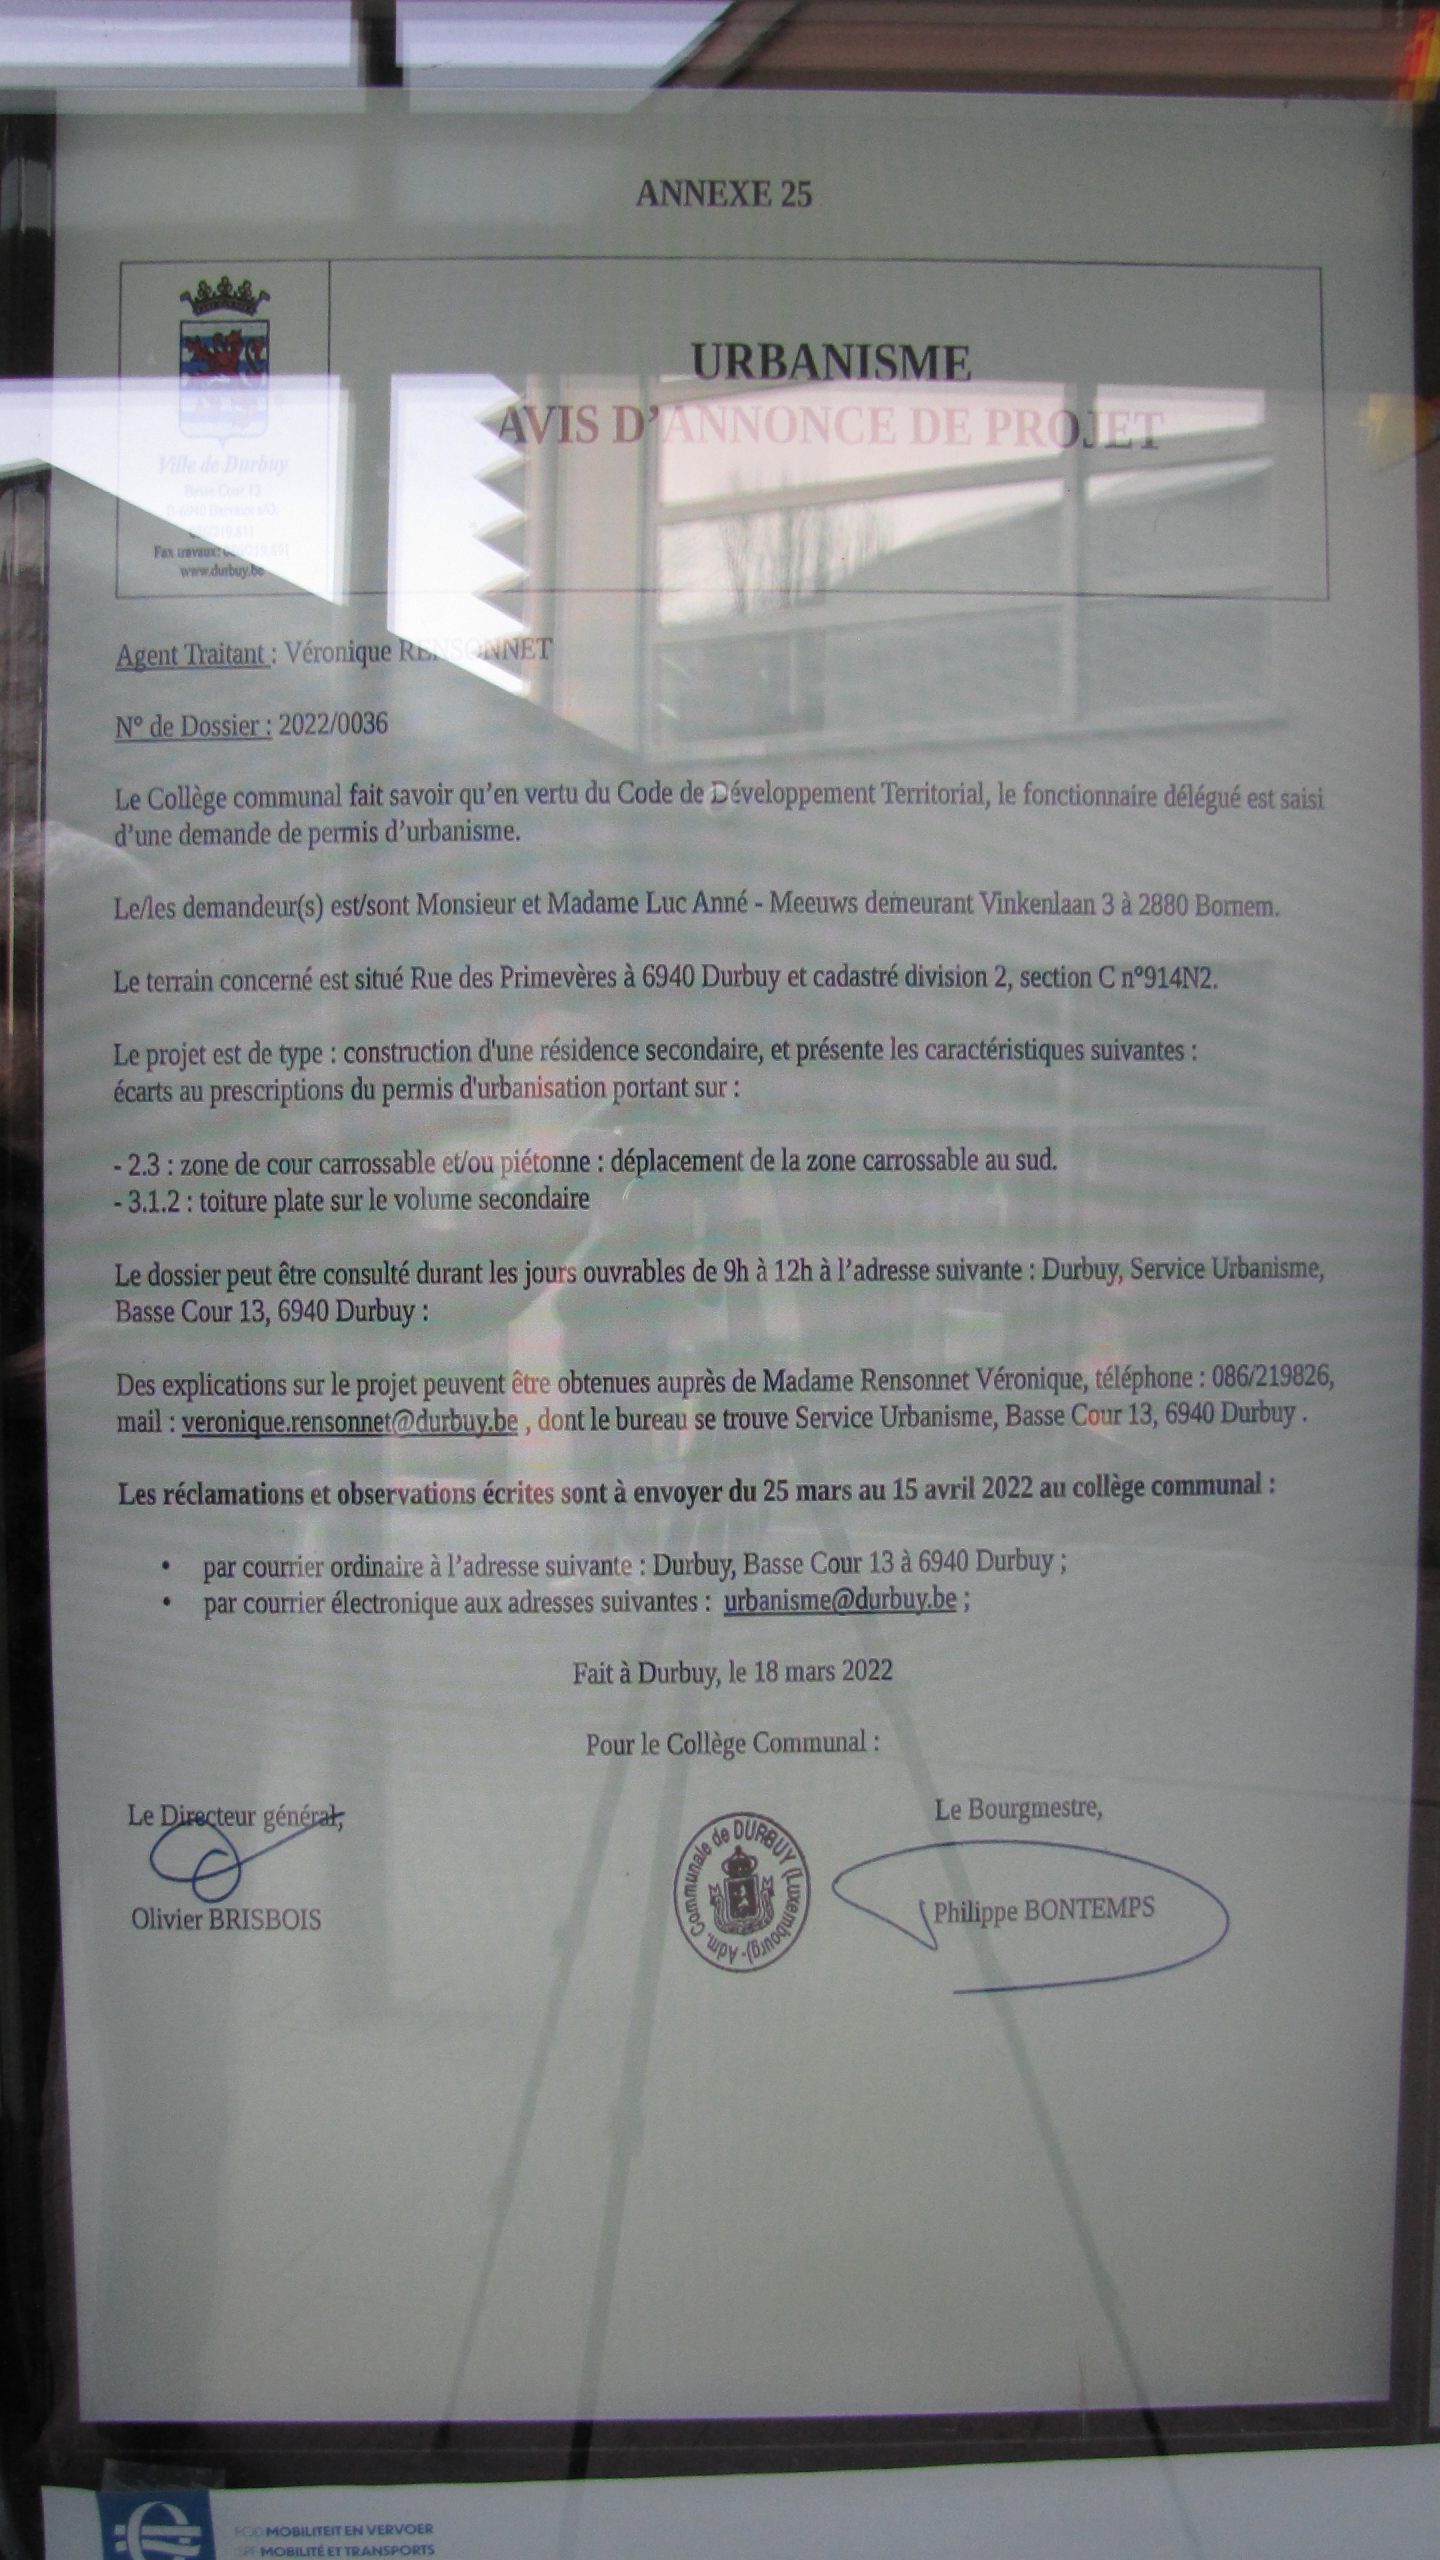 ANNEXE 25
URBANISME
AVIS D'ANNONCE DE PROJET
Ville de Durbuy
Basse Cour 13
B-6940 Barvaux s/O.
086/219.811
Fax travaux:
www.durbuy.be
Agent Traitant : Véronique RENSONNET
N° de Dossier : 2022/0036
Le Collège communal fait savoir qu'en vertu du Code de Développement Territorial, le fonctionnaire délégué est saisi
d'une demande de permis d'urbanisme.
Le/les demandeur(s) est/sont Monsieur et Madame Luc Anné - Meeuws demeurant Vinkenlaan 3 à 2880 Bornem.
Le terrain concerné est situé Rue des Primevères à 6940 Durbuy et cadastré division 2, section C n°914N2.
Le projet est de type : construction d'une résidence secondaire, et présente les caractéristiques suivantes :
écarts au prescriptions du permis d'urbanisation portant sur :
- 2.3 : zone de cour carrossable et/ou piétonne : déplacement de la zone carrossable au sud.
- 3.1.2 : toiture plate sur le volume secondaire
Le dossier peut être consulté durant les jours ouvrables de 9h à 12h à l'adresse suivante : Durbuy, Service Urbanisme,
Basse Cour 13, 6940 Durbuy :
Des explications sur le projet peuvent être obtenues auprès de Madame Rensonnet Véronique, téléphone : 086/219826,
mail : veronique.rensonnet@durbuy.be , dont le bureau se trouve Service Urbanisme, Basse Cour 13, 6940 Durbuy .
Les réclamations et observations écrites sont à envoyer du 25 mars au 15 avril 2022 au collège communal :
• par courrier ordinaire à l'adresse suivante : Durbuy, Basse Cour 13 à 6940 Durbuy ;
• par courrier électronique aux adresses suivantes : urbanisme@durbuy.be ;
Fait à Durbuy, le 18 mars 2022
Pour le Collège Communal :
Le Directeur général,
Le Bourgmestre,
Adm. Communale de DURBUY (Luxembourg)-
Olivier BRISBOIS
Philippe BONTEMPS
FOD MOBILITEIT EN VERVOER
SPF MOBILITÉ ET TRANSPORTS